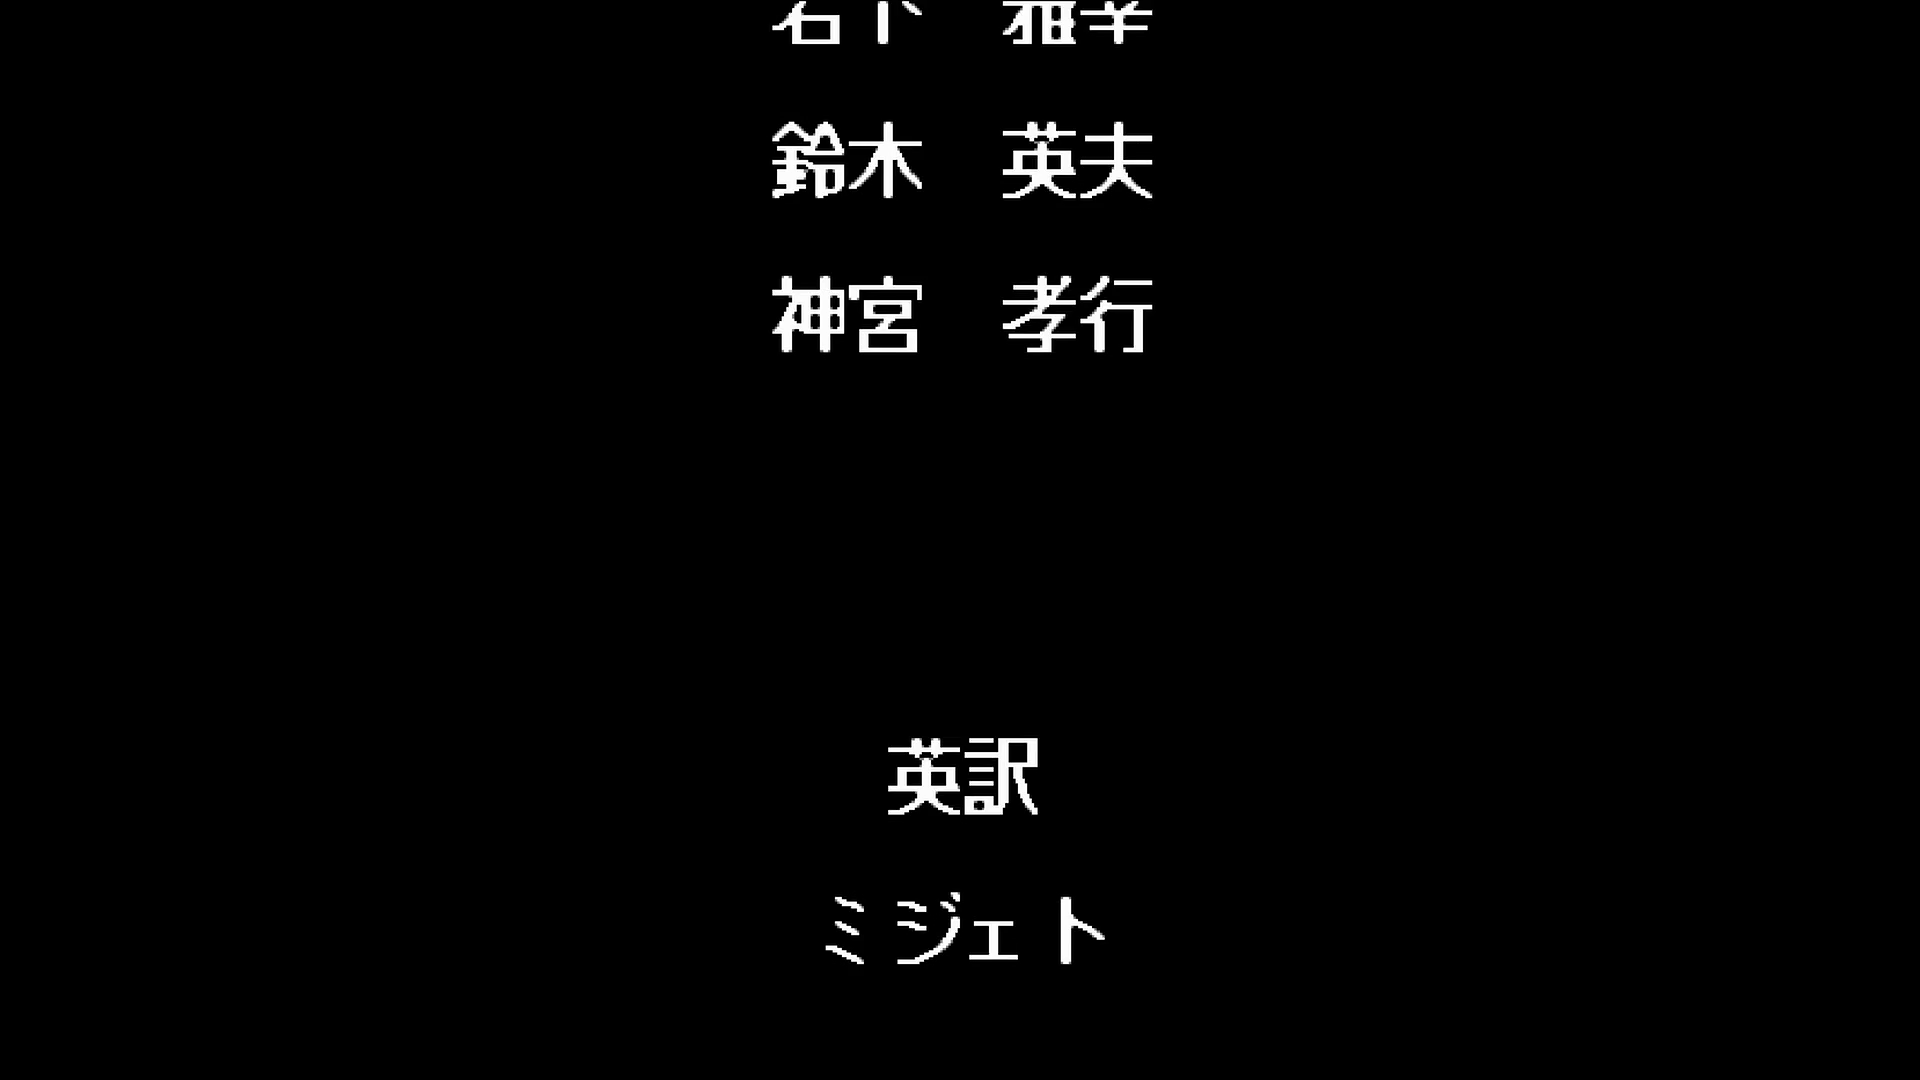 鈴木　英夫
神宮　孝行
英訳
ミジェト